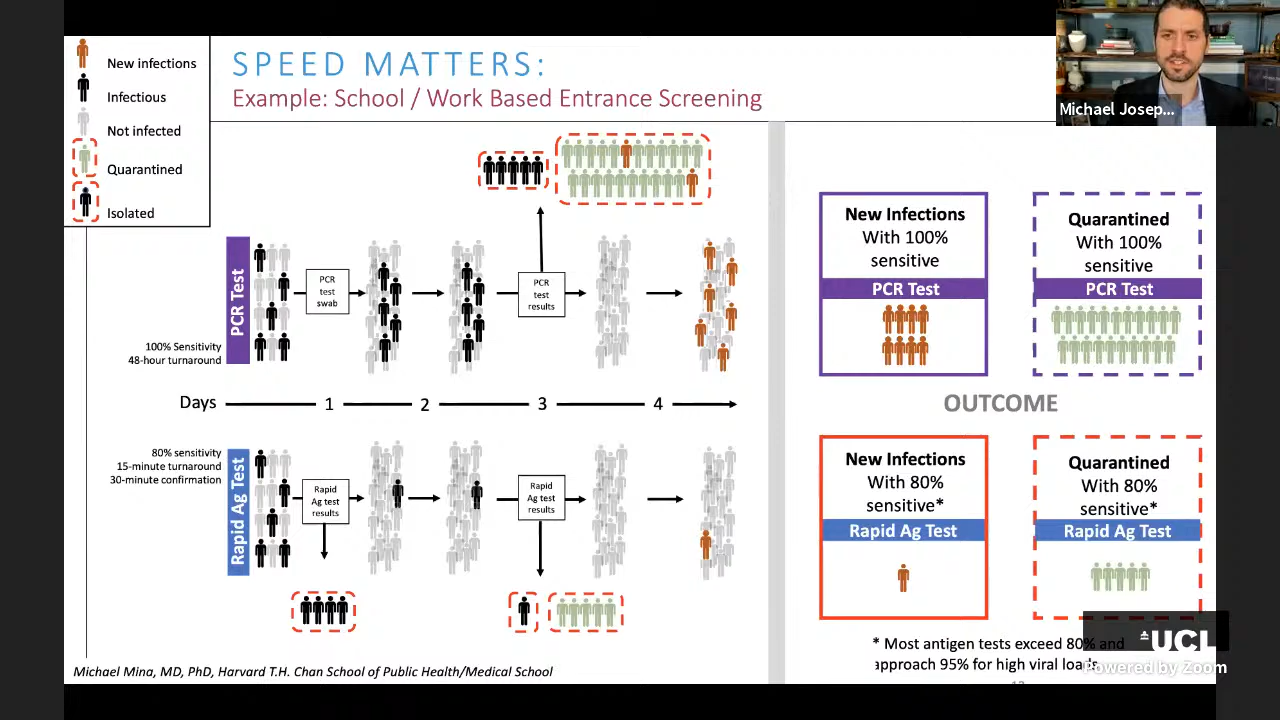 New infections
Infectious
Not infected
Quarantined
Isolated
SPEED MATTERS:
Example: School / Work Based Entrance Screening
Michael Josep...
PCR Test
100% Sensitivity
48-hour turnaround
PCR
test
swab
PCR
test
results
Days
1
2
3
4
80% sensitivity
15-minute turnaround
30-minute confirmation
Rapid Ag Test
Rapid
Ag test
results
Rapid
Ag test
results
New Infections
With 100%
sensitive
PCR Test
Quarantined
With 100%
sensitive
PCR Test
OUTCOME
New Infections
With 80%
sensitive*
Rapid Ag Test
Quarantined
With 80%
sensitive*
Rapid Ag Test
* Most antigen tests exceed 80% and
approach 95% for high viral loads
Michael Mina, MD, PhD, Harvard T.H. Chan School of Public Health/Medical School
UCL
Powered by Zoom